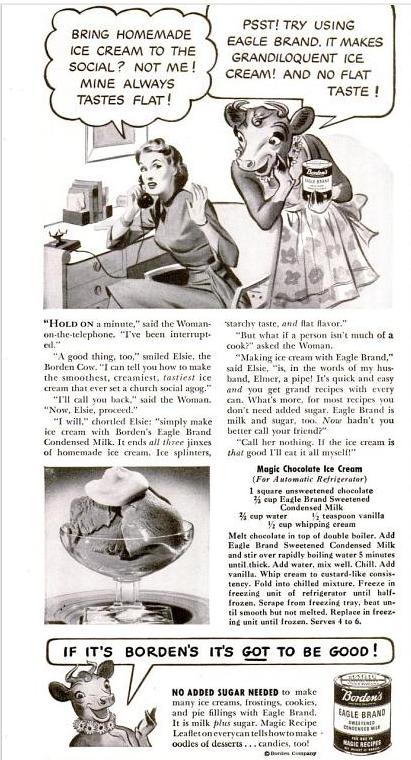 BRING HOMEMADE
ICE CREAM TO THE
SOCIAL? NOT ME!
MINE ALWAYS
TASTES FLAT!
PSST! TRY USING
EAGLE BRAND. IT MAKES
GRANDILOQUENT ICE
CREAM! AND NO FLAT
TASTE!
Borden's
EAGLE BRAND
"HOLD ON a minute," said the Woman-
on-the-telephone, "I've been interrupt-
ed."
"A good thing, too," smiled Elsie, the
Borden Cow. "I can tell you how to make
the smoothest, creamiest, tastiest ice
cream that ever set a church social agog."
"I'll call you back," said the Woman.
"Now, Elsie, proceed."
"I will," chortled Elsie: "simply make
ice cream with Borden's Eagle Brand
Condensed Milk. It ends all three jinxes
of homemade ice cream. Ice splinters,
starchy taste, and flat flavor."
"But what if a person isn't much of a
cook?" asked the Woman.
"Making ice cream with Eagle Brand,"
said Elsie, "is, in the words of my hus-
band, Elmer, a pipe! It's quick and easy
and you get grand recipes with every
can. What's more, for most recipes you
don't need added sugar. Eagle Brand is
milk and sugar, too. Now hadn't you
better call your friend?"
"Call her nothing. If the ice cream is
that good I'll eat it all myself!"
Magic Chocolate Ice Cream
(For Automatic Refrigerator)
1 square unsweetened chocolate
⅔ cup Eagle Brand Sweetened
Condensed Milk
⅔ cup water ½ teaspoon vanilla
½ cup whipping cream
Melt chocolate in top of double boiler. Add
Eagle Brand Sweetened Condensed Milk
and stir over rapidly boiling water 5 minutes
until thick. Add water, mix well. Chill. Add
vanilla. Whip cream to custard-like consis-
tency. Fold into chilled mixture. Freeze in
freezing unit of refrigerator until half-
frozen. Scrape from freezing tray, beat un-
til smooth but not melted. Replace in freez-
ing unit until frozen. Serves 4 to 6.
IF IT'S BORDEN'S IT'S GOT TO BE GOOD!
NO ADDED SUGAR NEEDED to make
many ice creams, frostings, cookies,
and pie fillings with Eagle Brand.
It is milk plus sugar. Magic Recipe
Leaflet on every can tells how to make
oodles of desserts . . . candies, too!
© Borden Company
MAGIC
Borden's
EAGLE BRAND
SWEETENED
CONDENSED MILK
FOR USE IN
MAGIC RECIPES